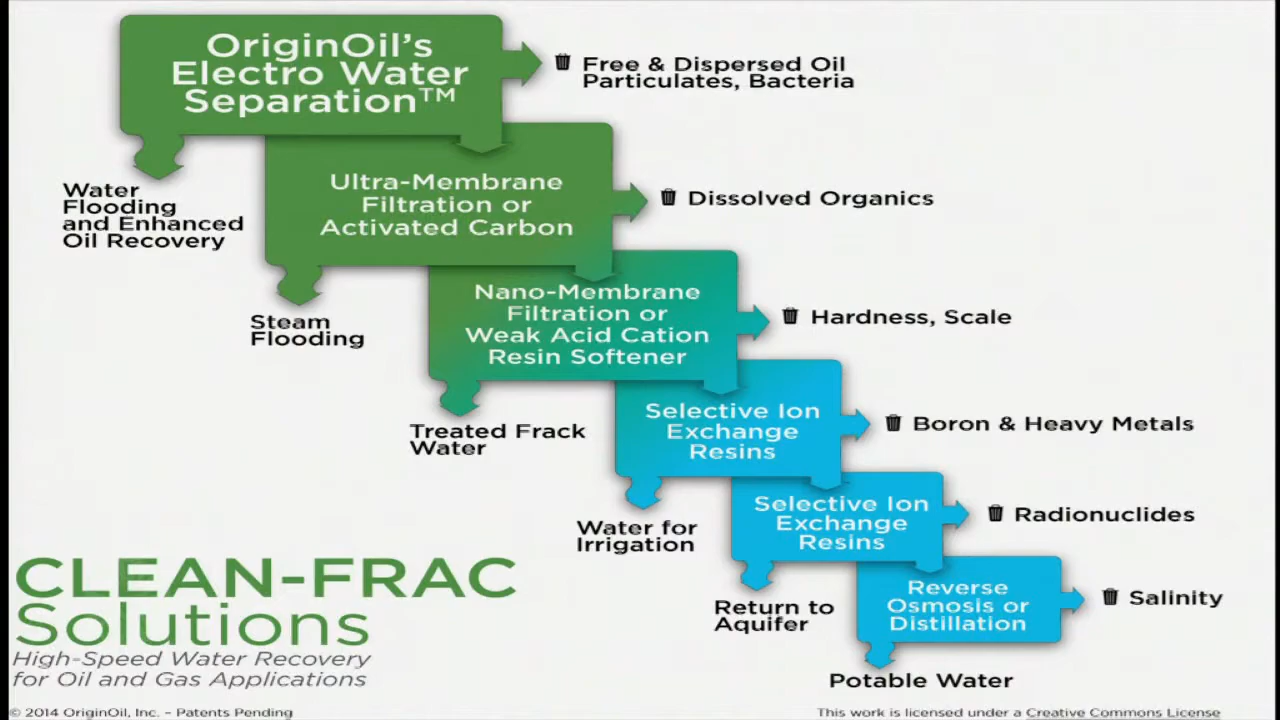 OriginOil's
Electro Water
Separation™
Free & Dispersed Oil
Particulates, Bacteria
Water
Flooding
and Enhanced
Oil Recovery
Ultra-Membrane
Filtration or
Activated Carbon
Dissolved Organics
Steam
Flooding
Nano-Membrane
Filtration or
Weak Acid Cation
Resin Softener
Hardness, Scale
Treated Frack
Water
Selective Ion
Exchange
Resins
Boron & Heavy Metals
Water for
Irrigation
Selective Ion
Exchange
Resins
Radionuclides
Return to
Aquifer
Reverse
Osmosis or
Distillation
Salinity
Potable Water
CLEAN-FRAC
Solutions
High-Speed Water Recovery
for Oil and Gas Applications
© 2014 OriginOil, Inc. – Patents Pending
This work is licensed under a Creative Commons License